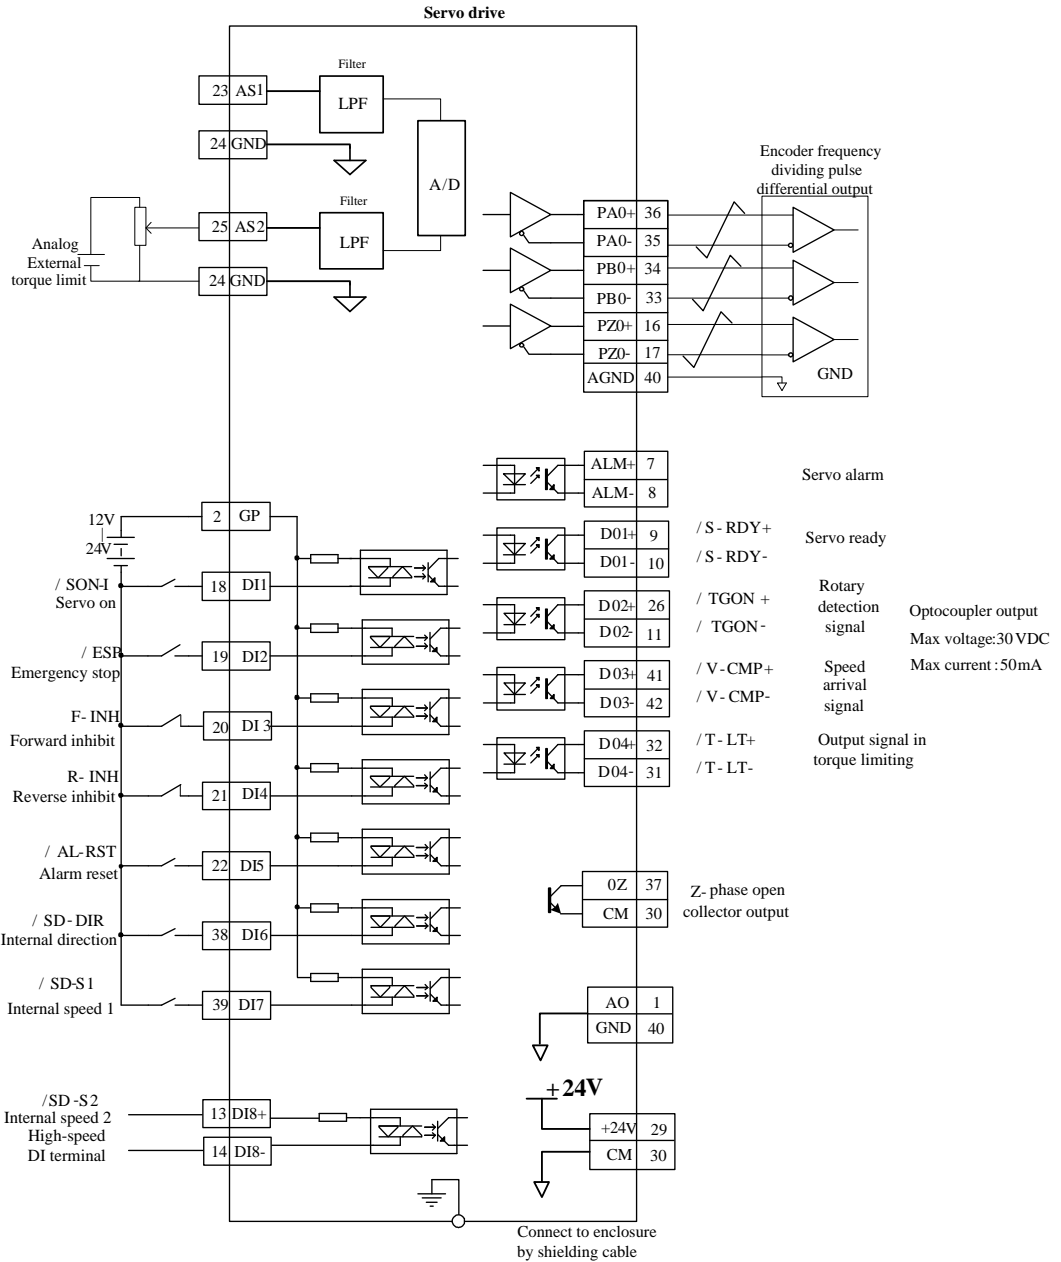 Servo drive
Filter
23 AS1
LPF
24 GND
A/D
Filter
25 AS2
LPF
24 GND
Analog
External
torque limit
Encoder frequency
dividing pulse
differential output
PA0+ 36
PA0- 35
PB0+ 34
PB0- 33
PZ0+ 16
PZ0- 17
AGND 40
GND
ALM+ 7
ALM- 8
Servo alarm
D01+ 9
D01- 10
/S-RDY+
/S-RDY-
Servo ready
D02+ 26
D02- 11
/ TGON +
/ TGON-
Rotary
detection
signal
D03+ 41
D03- 42
/V-CMP+
/V-CMP-
Speed
arrival
signal
D04+ 32
D04- 31
/T-LT+
/T-LT-
Output signal in
torque limiting
Optocoupler output
Max voltage:30VDC
Max current:50mA
2 GP
12V
24V
/ SON-I
Servo on
18 DI1
/ ESP
Emergency stop
19 DI2
F-INH
Forward inhibit
20 DI 3
R-INH
Reverse inhibit
21 DI4
/ AL-RST
Alarm reset
22 DI5
/ SD-DIR
Internal direction
38 DI6
/ SD-S1
Internal speed 1
39 DI7
/SD-S2
Internal speed 2
High-speed
DI terminal
13 DI8+
14 DI8-
0Z 37
CM 30
Z-phase open
collector output
AO 1
GND 40
+24V
+24V 29
CM 30
Connect to enclosure
by shielding cable